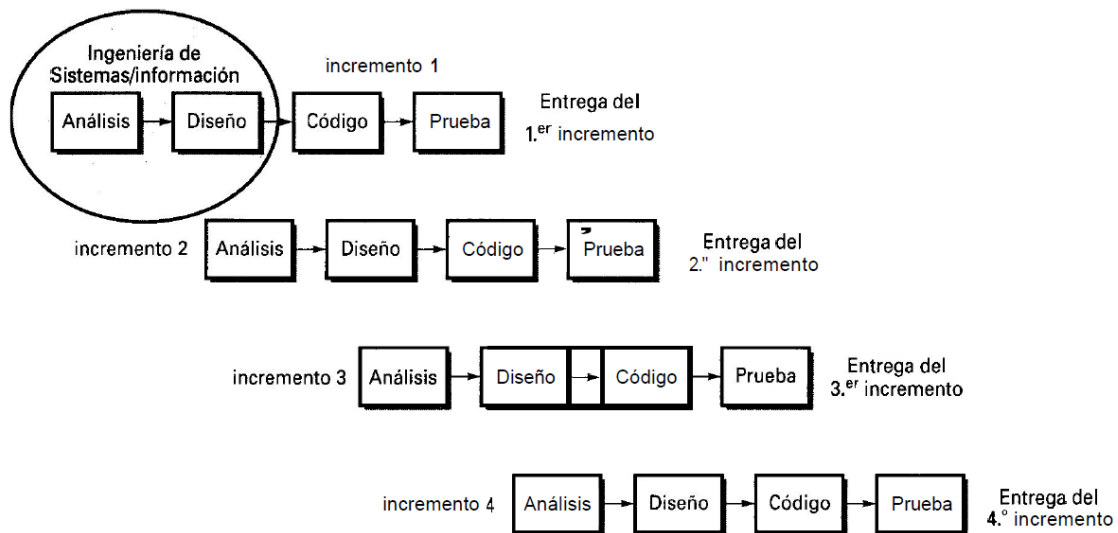 Ingeniería de
Sistemas/información
incremento 1
Análisis
Diseño
Código
Prueba
Entrega del
1.er incremento
incremento 2
Análisis
Diseño
Código
Prueba
Entrega del
2." incremento
incremento 3
Análisis
Diseño
Código
Prueba
Entrega del
3.er incremento
incremento 4
Análisis
Diseño
Código
Prueba
Entrega del
4.° incremento